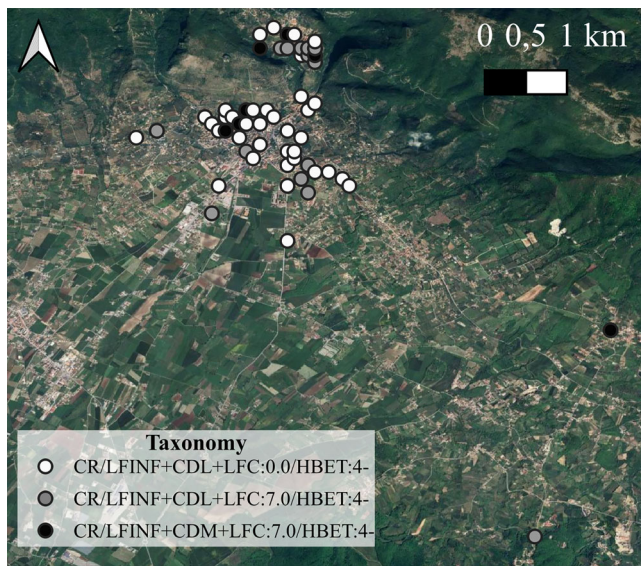 0 0,5 1 km
Taxonomy
CR/LFINF+CDL+LFC:0.0/HBET:4-
CR/LFINF+CDL+LFC:7.0/HBET:4-
CR/LFINF+CDM+LFC:7.0/HBET:4-